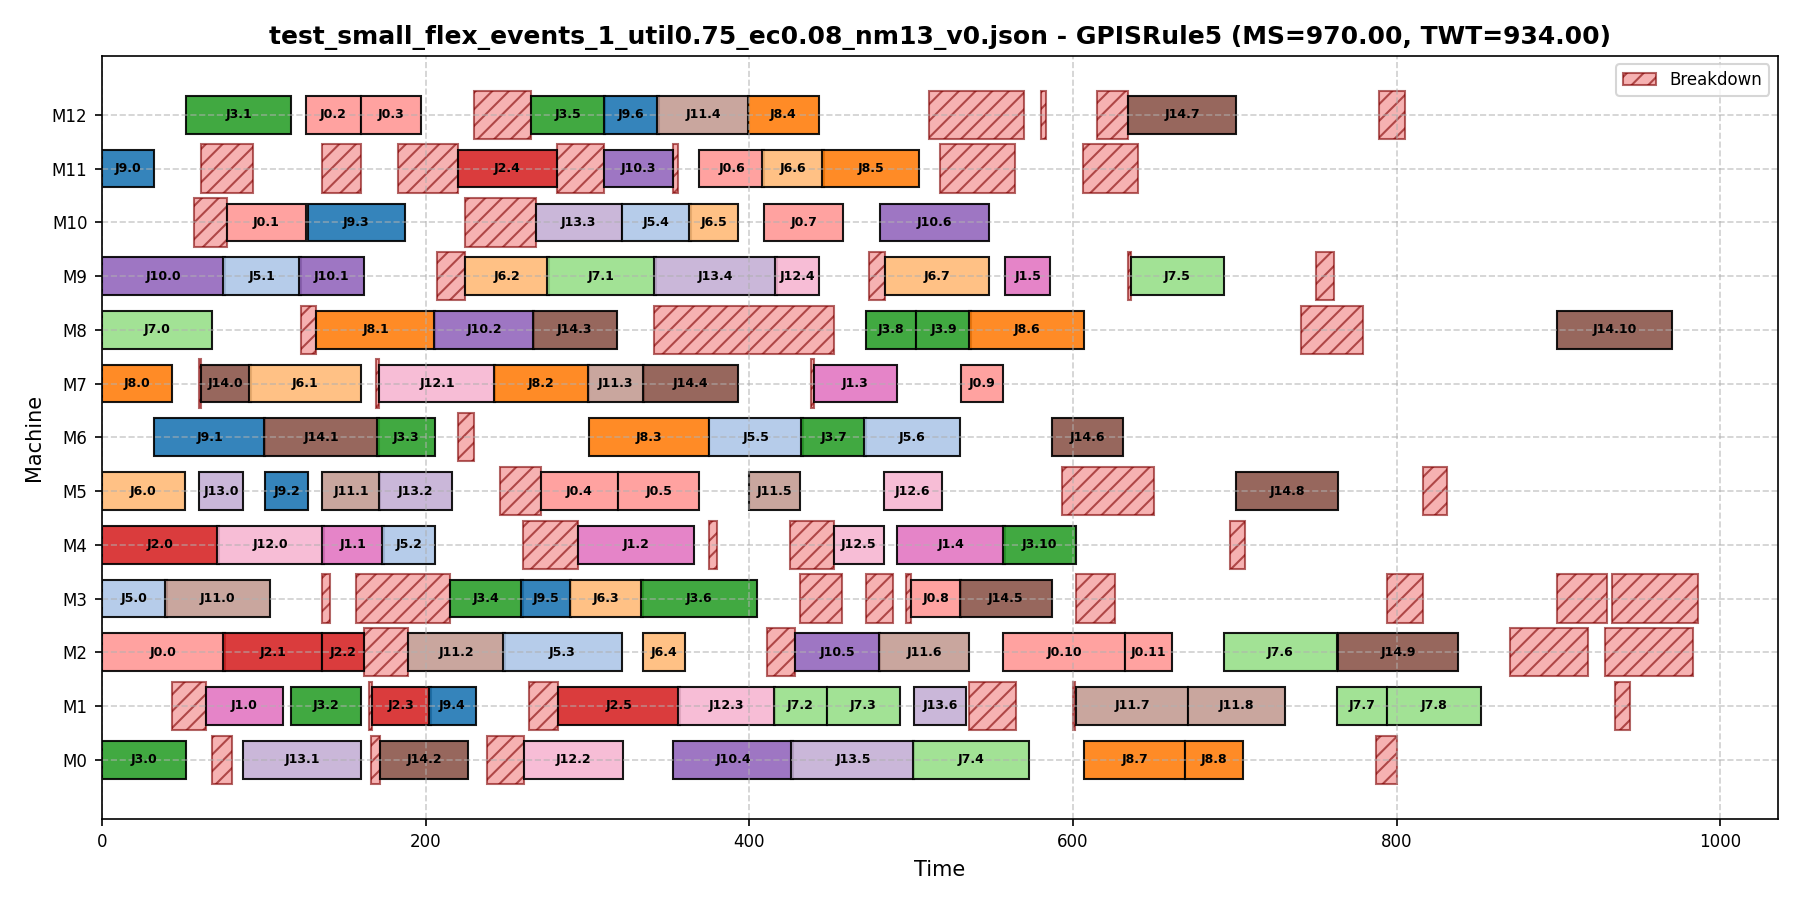 test_small_flex_events_1_util0.75_ec0.08_nm13_v0.json - GPISRule5 (MS=970.00, TWT=934.00)
Breakdown
M12 J3.1 J0.2 J0.3 J3.5 J9.6 J11.4 J8.4 J14.7
M11 J9.0 J2.4 J10.3 J0.6 J6.6 J8.5
M10 J0.1 J9.3 J13.3 J5.4 J6.5 J0.7 J10.6
M9 J10.0 J5.1 J10.1 J6.2 J7.1 J13.4 J12.4 J6.7 J1.5 J7.5
M8 J7.0 J8.1 J10.2 J14.3 J3.8 J3.9 J8.6 J14.10
M7 J8.0 J14.0 J6.1 J12.1 J8.2 J11.3 J14.4 J1.3 J0.9
M6 J9.1 J14.1 J3.3 J8.3 J5.5 J3.7 J5.6 J14.6
M5 J6.0 J13.0 J9.2 J11.1 J13.2 J0.4 J0.5 J11.5 J12.6 J14.8
M4 J2.0 J12.0 J1.1 J5.2 J1.2 J12.5 J1.4 J3.10
M3 J5.0 J11.0 J3.4 J9.5 J6.3 J3.6 J0.8 J14.5
M2 J0.0 J2.1 J2.2 J11.2 J5.3 J6.4 J10.5 J11.6 J0.10 J0.11 J7.6 J14.9
M1 J1.0 J3.2 J2.3 J9.4 J2.5 J12.3 J7.2 J7.3 J13.6 J11.7 J11.8 J7.7 J7.8
M0 J3.0 J13.1 J14.2 J12.2 J10.4 J13.5 J7.4 J8.7 J8.8
0 200 400 600 800 1000
Time
Machine